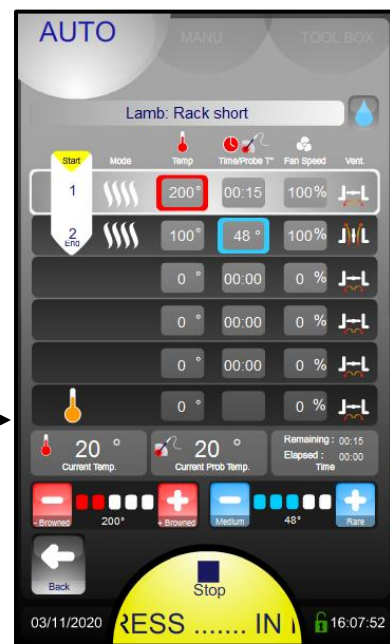 AUTO MANU TOOL BOX
Lamb: Rack short
Start Mode Temp Time/Probe T° Fan Speed Vent.
1 200° 00:15 100%
2 100° 48 ° 100%
End
0 ° 00:00 0 %
0 ° 00:00 0 %
0 ° 00:00 0 %
0 ° 0 %
20 ° 20 ° Remaining : 00:15
Elapsed : 00:00
Current Temp. Current Prob Temp. Time
- Browned 200° + Browned Medium 48° Rare
Back
Stop
03/11/2020 RESS ....... IN 16:07:52